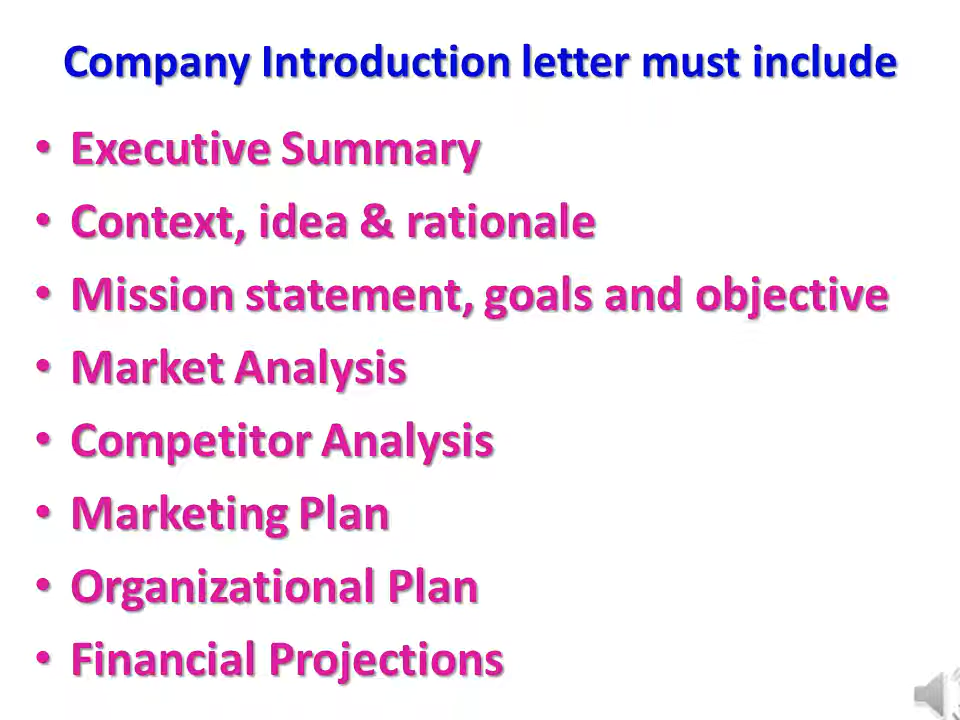 Company Introduction letter must include
• Executive Summary
• Context, idea & rationale
• Mission statement, goals and objective
• Market Analysis
• Competitor Analysis
• Marketing Plan
• Organizational Plan
• Financial Projections